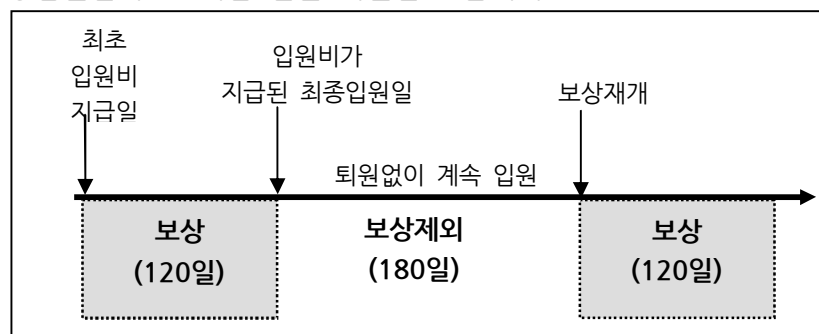 최초
입원비
지급일
입원비가
지급된 최종입원일
보상재개
퇴원없이 계속 입원
보상
(120일)
보상제외
(180일)
보상
(120일)